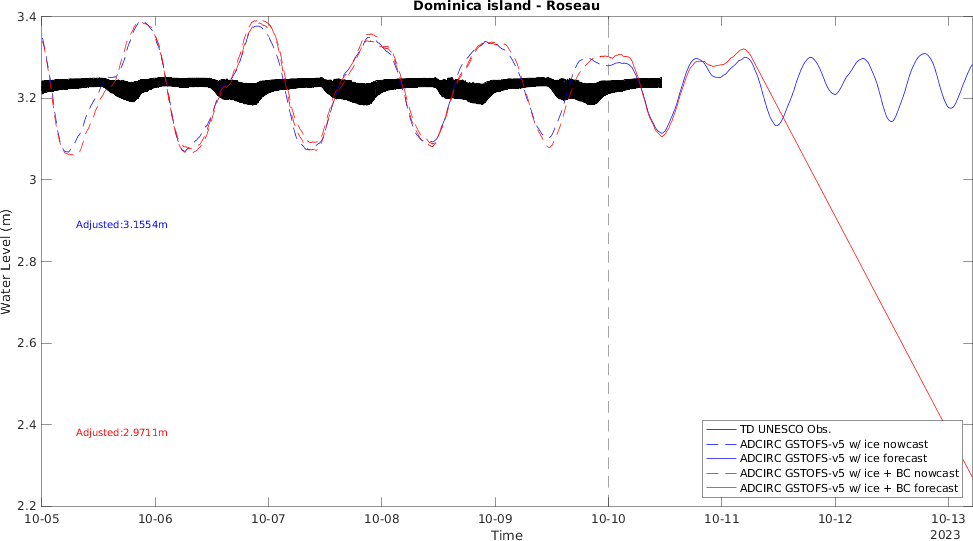 Dominica island - Roseau
3.4
3.2
3
2.8
2.6
2.4
2.2
Water Level (m)
Adjusted:3.1554m
Adjusted:2.9711m
TD UNESCO Obs.
ADCIRC GSTOFS-v5 w/ ice nowcast
ADCIRC GSTOFS-v5 w/ ice forecast
ADCIRC GSTOFS-v5 w/ ice + BC nowcast
ADCIRC GSTOFS-v5 w/ ice + BC forecast
10-05 10-06 10-07 10-08 10-09 10-10 10-11 10-12 10-13
Time
2023